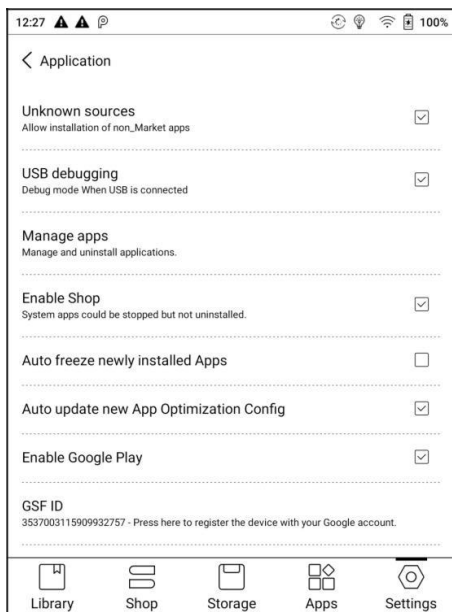 12:27 100%
Application
Unknown sources
Allow installation of non_Market apps
USB debugging
Debug mode When USB is connected
Manage apps
Manage and uninstall applications.
Enable Shop
System apps could be stopped but not uninstalled.
Auto freeze newly installed Apps
Auto update new App Optimization Config
Enable Google Play
GSF ID
3537003115909932757 - Press here to register the device with your Google account.
Library Shop Storage Apps Settings